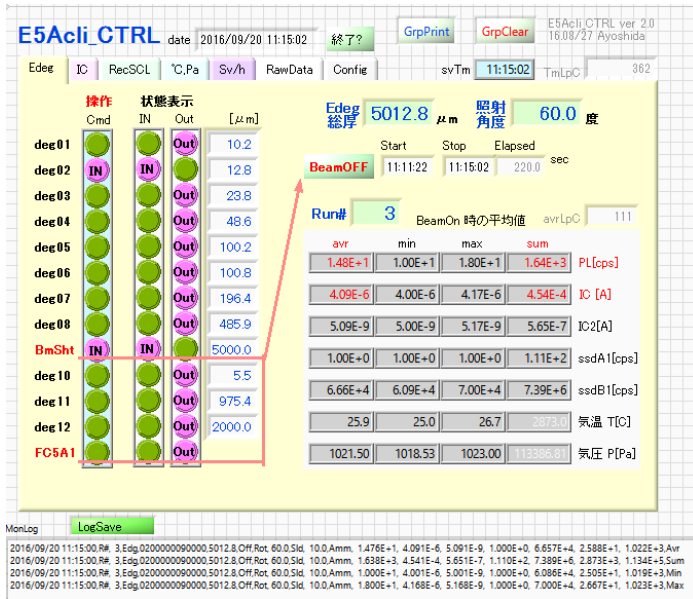 E5Acli_CTRL date 2016/09/20 11:15:02 終了? GrpPrint GrpClear E5Acli_CTRL ver 2.0
16.08/27 Ayoshida
Edeg IC RecSCL ℃,Pa Sv/h RawData Config svTm 11:15:02 TmLpC 362
操作 状態表示
Cmd IN Out [μm]
deg01 Out 10.2
deg02 IN IN 12.8
deg03 Out 23.8
deg04 Out 48.6
deg05 Out 100.2
deg06 Out 100.8
deg07 Out 196.4
deg08 Out 485.9
BmSht IN IN 5000.0
deg10 Out 5.5
deg11 Out 975.4
deg12 Out 2000.0
FC5A1 Out
Edeg総厚 5012.8 μm 照射角度 60.0 度
Start Stop Elapsed
BeamOFF 11:11:22 11:15:02 220.0 sec
Run# 3 BeamOn 時の平均値 avrLpC 111
avr min max sum
1.48E+1 1.00E+1 1.80E+1 1.64E+3 PL[cps]
4.09E-6 4.00E-6 4.17E-6 4.54E-4 IC [A]
5.09E-9 5.00E-9 5.17E-9 5.65E-7 IC2[A]
1.00E+0 1.00E+0 1.00E+0 1.11E+2 ssdA1[cps]
6.66E+4 6.09E+4 7.00E+4 7.39E+6 ssdB1[cps]
25.9 25.0 26.7 2873.0 気温 T[C]
1021.50 1018.53 1023.00 113386.81 気圧 P[Pa]
MonLog LogSave
2016/09/20 11:15:00,R#, 3,Edg,0200000090000,5012.8,Off,Rot, 60.0,Sld, 10.0,Amm, 1.476E+1, 4.091E-6, 5.091E-9, 1.000E+0, 6.657E+4, 2.588E+1, 1.022E+3,Avr
2016/09/20 11:15:00,R#, 3,Edg,0200000090000,5012.8,Off,Rot, 60.0,Sld, 10.0,Amm, 1.638E+3, 4.541E-4, 5.651E-7, 1.110E+2, 7.389E+6, 2.873E+3, 1.134E+5,Sum
2016/09/20 11:15:00,R#, 3,Edg,0200000090000,5012.8,Off,Rot, 60.0,Sld, 10.0,Amm, 1.000E+1, 4.001E-6, 5.001E-9, 1.000E+0, 6.086E+4, 2.505E+1, 1.019E+3,Min
2016/09/20 11:15:00,R#, 3,Edg,0200000090000,5012.8,Off,Rot, 60.0,Sld, 10.0,Amm, 1.800E+1, 4.168E-6, 5.168E-9, 1.000E+0, 7.000E+4, 2.667E+1, 1.023E+3,Max